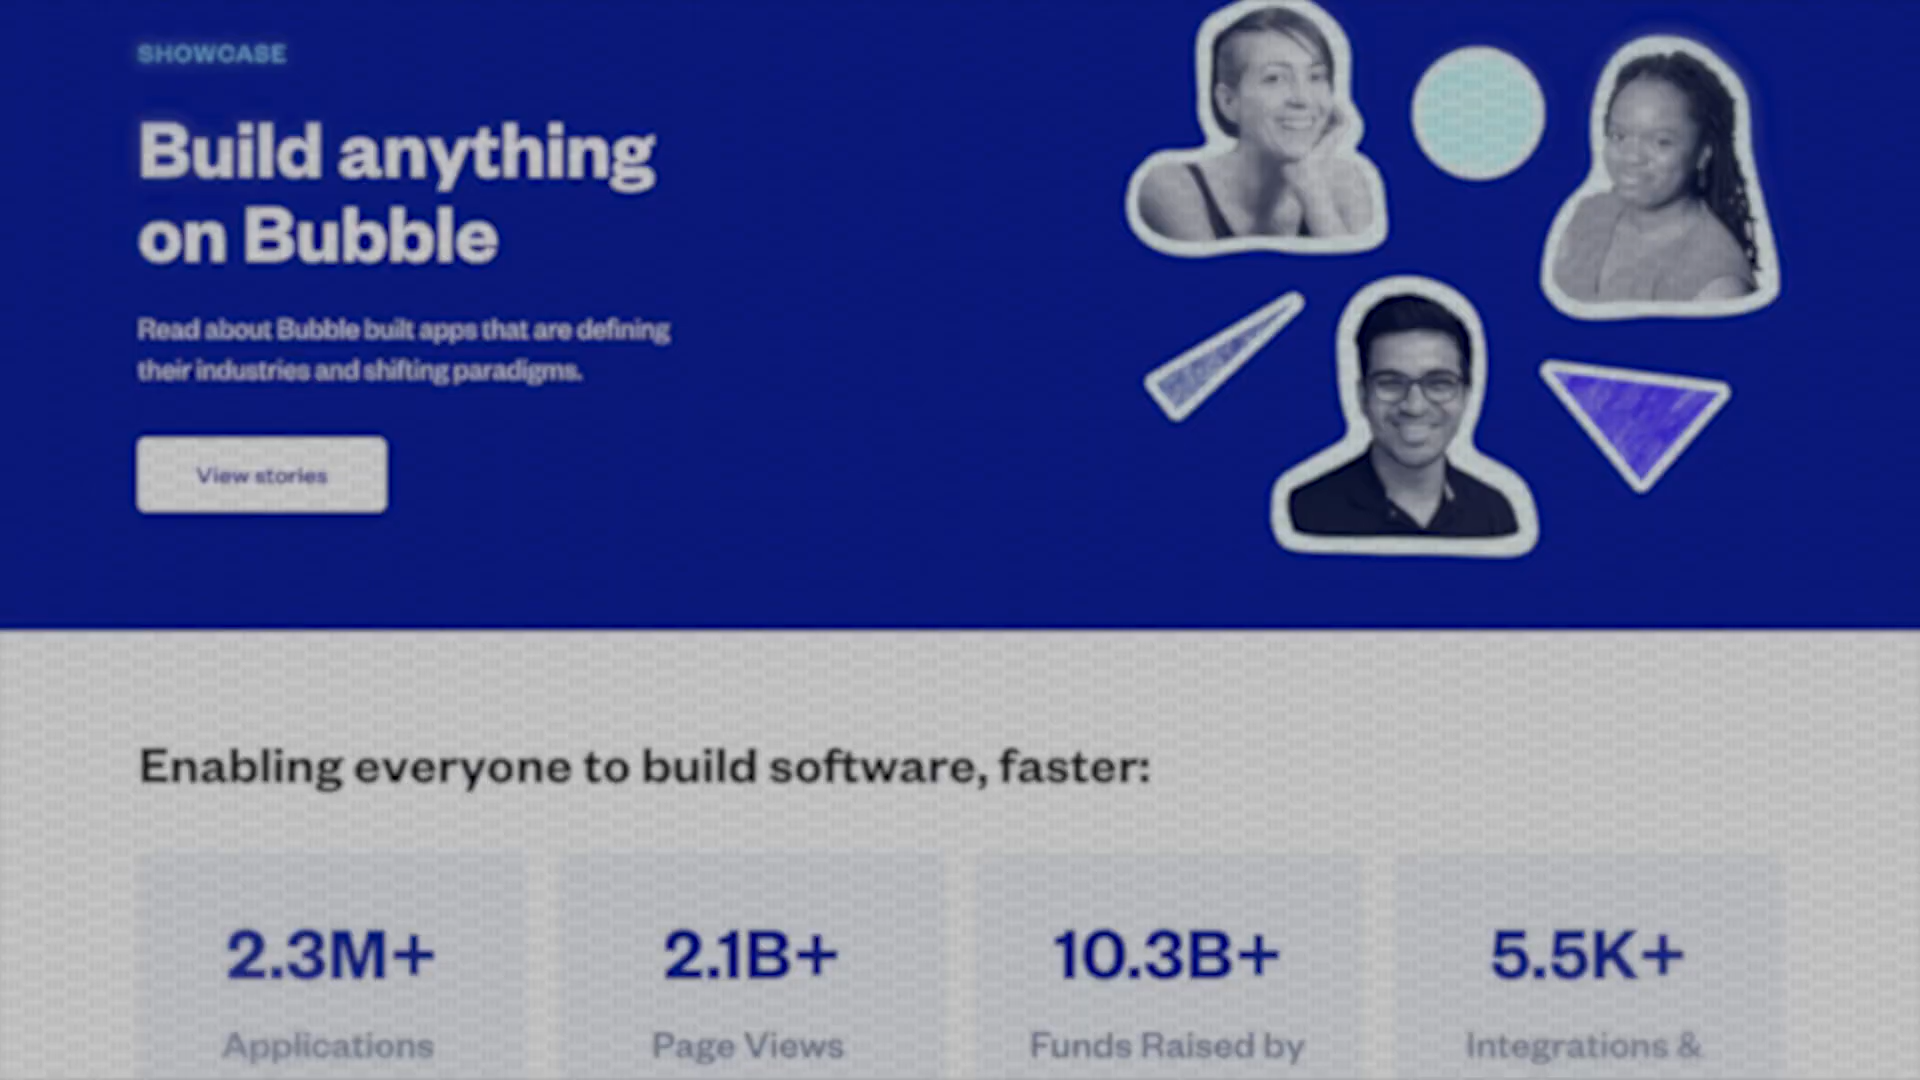 SHOWCASE
Build anything
on Bubble
Read about Bubble built apps that are defining
their industries and shifting paradigms.
View stories
Enabling everyone to build software, faster:
2.3M+
2.1B+
10.3B+
5.5K+
Applications
Page Views
Funds Raised by
Integrations &